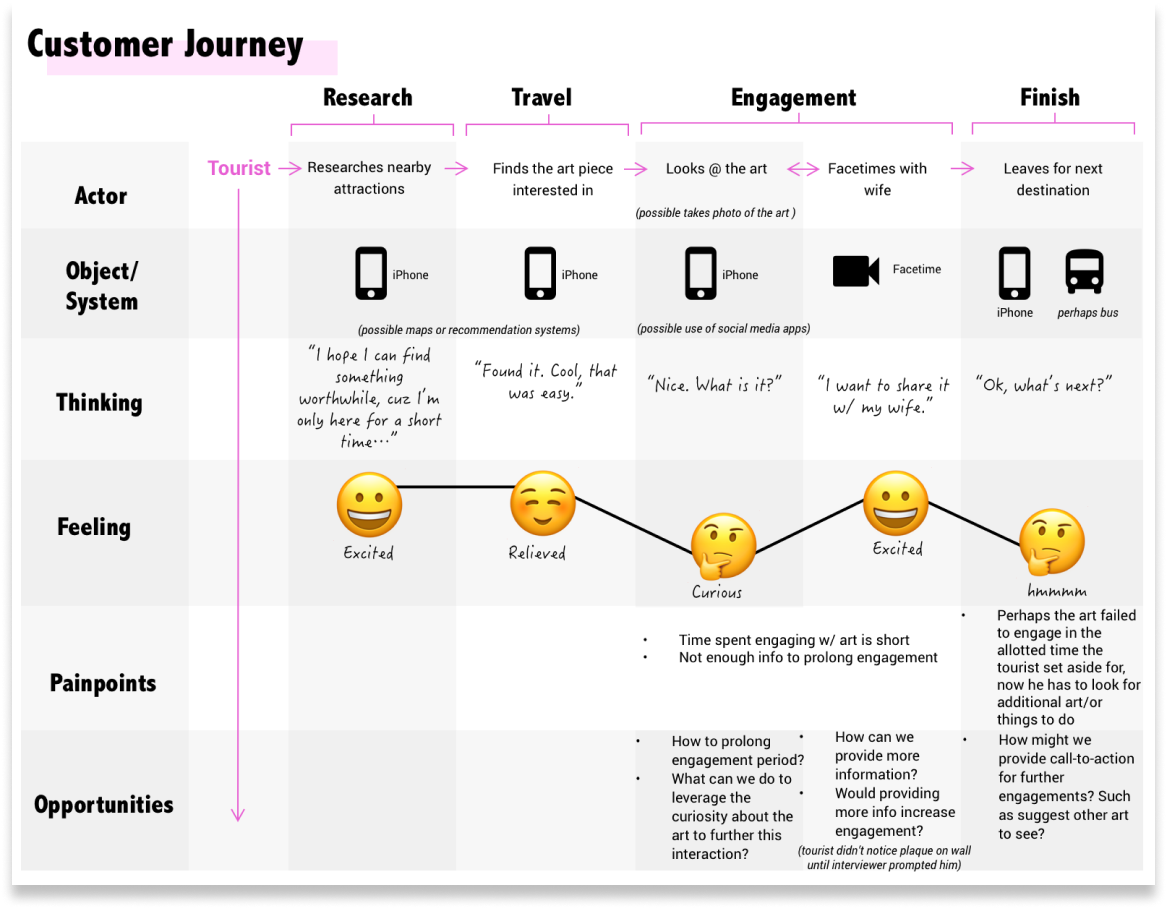 Customer Journey
Research
Travel
Engagement
Finish
Actor
Tourist
Researches nearby
attractions
Finds the art piece
interested in
Looks @ the art
(possible takes photo of the art )
Facetimes with
wife
Leaves for next
destination
Object/
System
iPhone
iPhone
(possible maps or recommendation systems)
iPhone
(possible use of social media apps)
Facetime
iPhone
perhaps bus
Thinking
“I hope I can find
something
worthwhile, cuz I’m
only here for a short
time...”
“Found it. Cool, that
was easy.”
“Nice. What is it?”
“I want to share it
w/ my wife.”
“Ok, what’s next?”
Feeling
Excited
Relieved
Curious
Excited
hmmmm
Painpoints
• Time spent engaging w/ art is short
• Not enough info to prolong engagement
• Perhaps the art failed
to engage in the
allotted time the
tourist set aside for,
now he has to look for
additional art/or
things to do
Opportunities
• How to prolong
engagement period?
• What can we do to
leverage the
curiosity about the
art to further this
interaction?
• How can we
provide more
information?
• Would providing
more info increase
engagement?
(tourist didn’t notice plaque on wall
until interviewer prompted him)
• How might we
provide call-to-action
for further
engagements? Such
as suggest other art
to see?